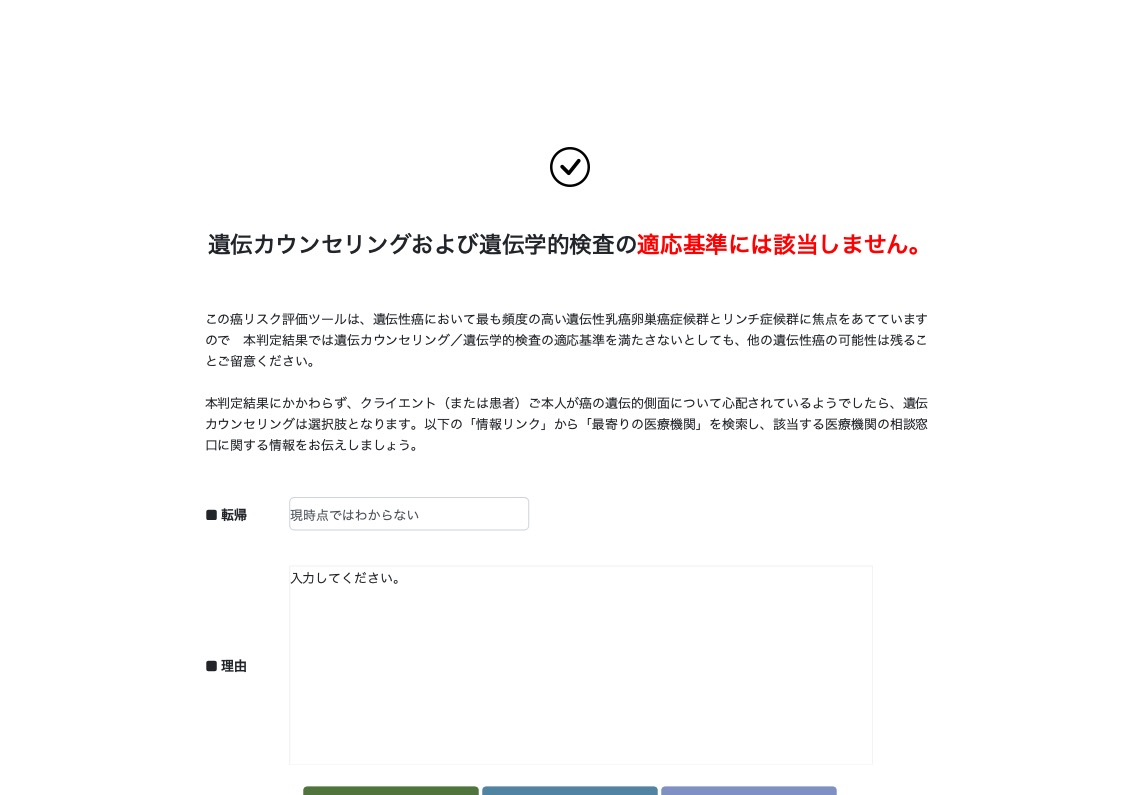 遺伝カウンセリングおよび遺伝学的検査の適応基準には該当しません。
この癌リスク評価ツールは、遺伝性癌において最も頻度の高い遺伝性乳癌卵巣癌症候群とリンチ症候群に焦点をあてています
ので　本判定結果では遺伝カウンセリング／遺伝学的検査の適応基準を満たさないとしても、他の遺伝性癌の可能性は残るこ
とご留意ください。
本判定結果にかかわらず、クライエント（または患者）ご本人が癌の遺伝的側面について心配されているようでしたら、遺伝
カウンセリングは選択肢となります。以下の「情報リンク」から「最寄りの医療機関」を検索し、該当する医療機関の相談窓
口に関する情報をお伝えしましょう。
■ 転帰
現時点ではわからない
入力してください。
■ 理由